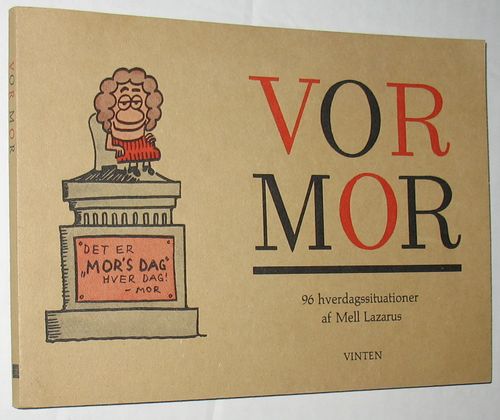 VOR MOR
VOR
MOR
"DET ER
„MOR'S DAG"
HVER DAG!
- MOR
96 hverdagssituationer
af Mell Lazarus
VINTEN